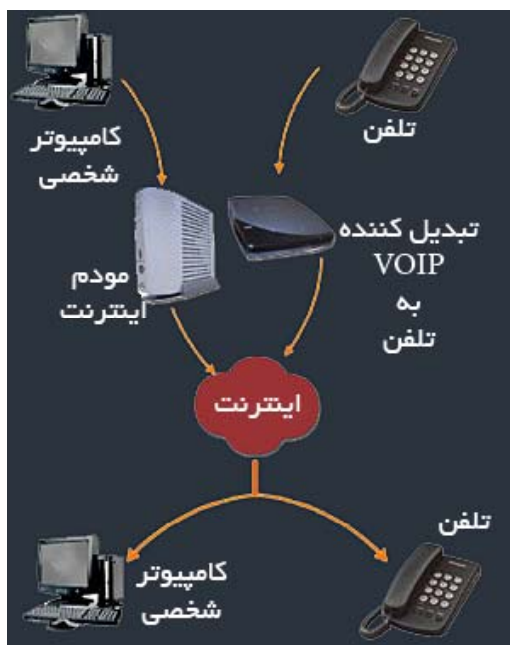 تلفن
کامپیوتر
شخصی
تبدیل کننده
VOIP
به
تلفن
مودم
اینترنت
اینترنت
تلفن
کامپیوتر
شخصی